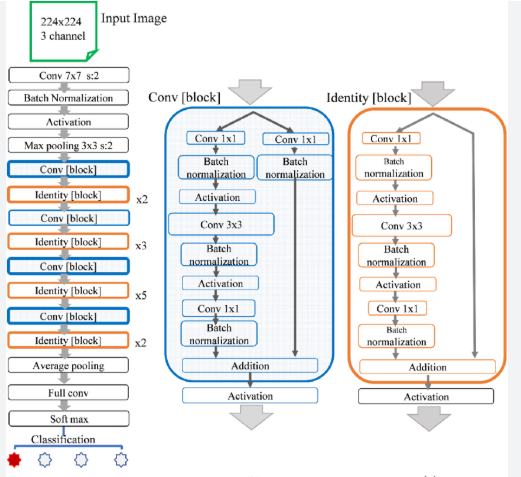 224x224
3 channel
Input Image
Conv 7x7 s:2
Batch Normalization
Activation
Max pooling 3x3 s:2
Conv [block]
Identity [block]
x2
Conv [block]
Identity [block]
x3
Conv [block]
Identity [block]
x5
Conv [block]
Identity [block]
x2
Average pooling
Full conv
Soft max
Classification
Conv [block]
Conv 1x1
Batch
normalization
Activation
Conv 3x3
Batch
normalization
Activation
Conv 1x1
Batch
normalization
Conv 1x1
Batch
normalization
Addition
Activation
Identity [block]
Conv 1x1
Batch
normalization
Activation
Conv 3x3
Batch
normalization
Activation
Conv 1x1
Batch
normalization
Addition
Activation